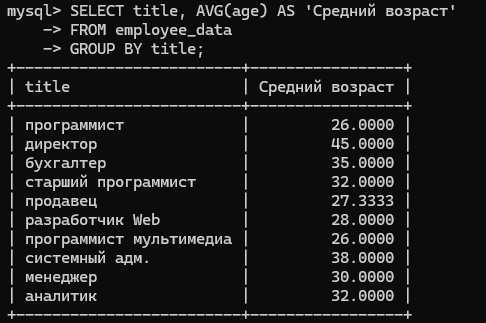 mysql> SELECT title, AVG(age) AS 'Средний возраст'
    -> FROM employee_data
    -> GROUP BY title;
+------------------------+-----------------+
| title                  | Средний возраст |
+------------------------+-----------------+
| программист            |         26.0000 |
| директор               |         45.0000 |
| бухгалтер              |         35.0000 |
| старший программист    |         32.0000 |
| продавец               |         27.3333 |
| разработчик Web        |         28.0000 |
| программист мультимедиа |         26.0000 |
| системный адм.         |         38.0000 |
| менеджер               |         30.0000 |
| аналитик               |         32.0000 |
+------------------------+-----------------+